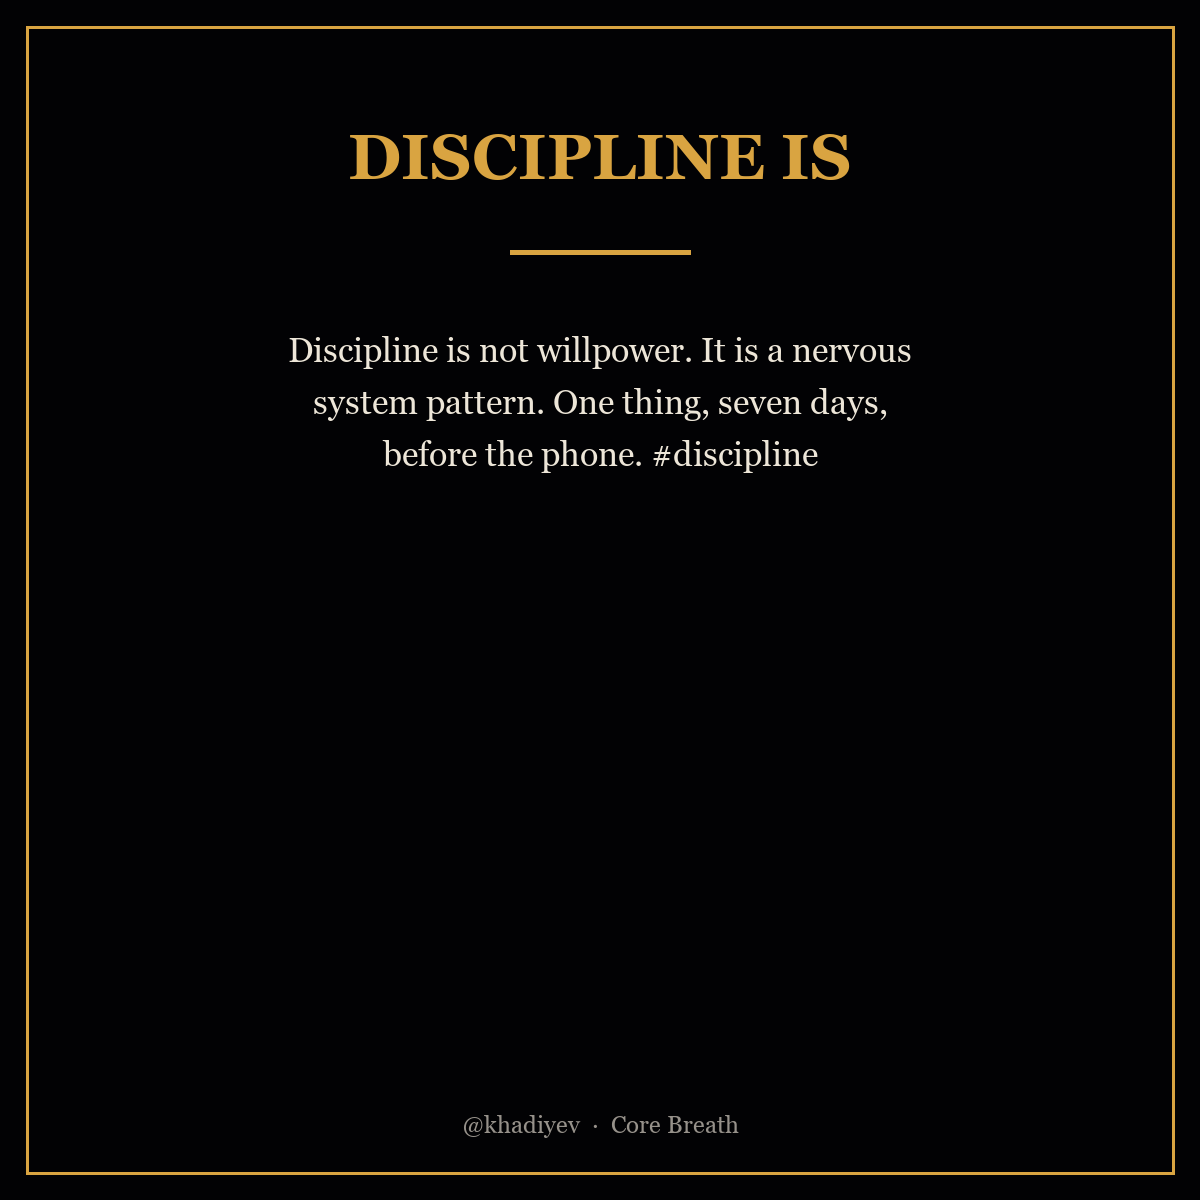 DISCIPLINE IS
Discipline is not willpower. It is a nervous
system pattern. One thing, seven days,
before the phone. #discipline
@khadiyev · Core Breath